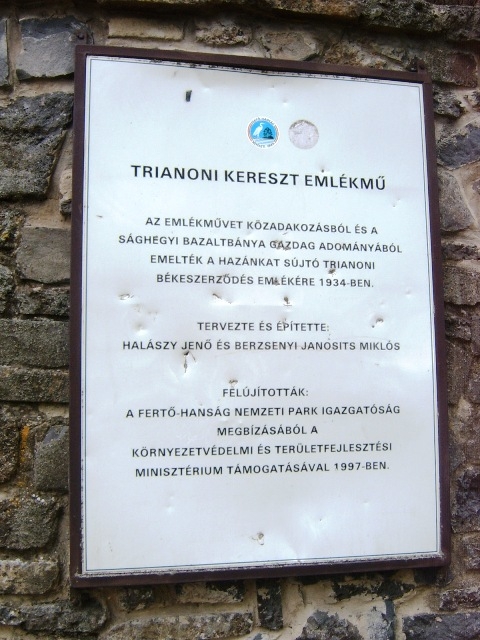 TRIANONI KERESZT EMLÉKMŰ
AZ EMLÉKMŰVET KÖZADAKOZÁSBÓL ÉS A
SÁGHEGYI BAZALTBÁNYA GAZDAG ADOMÁNYÁBÓL
EMELTÉK A HAZÁNKAT SÚJTÓ TRIANONI
BÉKESZERZŐDÉS EMLÉKÉRE 1934-BEN.
TERVEZTE ÉS ÉPÍTETTE:
HALÁSZY JENŐ ÉS BERZSENYI JANOSITS MIKLÓS
FELÚJÍTOTTÁK:
A FERTŐ-HANSÁG NEMZETI PARK IGAZGATÓSÁG
MEGBÍZÁSÁBÓL A
KÖRNYEZETVÉDELMI ÉS TERÜLETFEJLESZTÉSI
MINISZTÉRIUM TÁMOGATÁSÁVAL 1997-BEN.